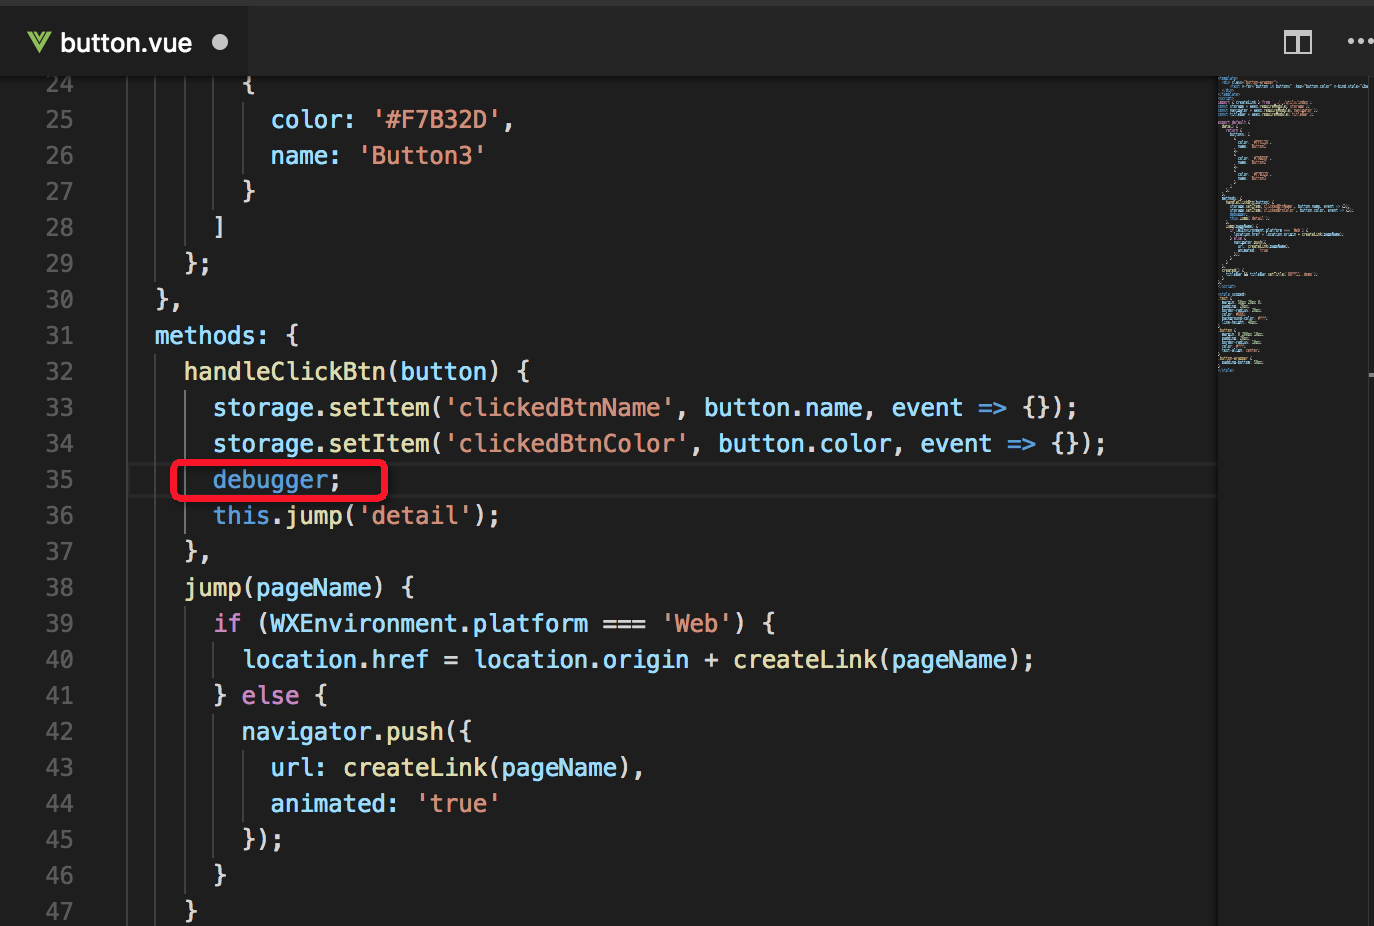 button.vue
24 {
25 color: '#F7B32D',
26 name: 'Button3'
27 }
28 ]
29 };
30 },
31 methods: {
32 handleClickBtn(button) {
33 storage.setItem('clickedBtnName', button.name, event => {});
34 storage.setItem('clickedBtnColor', button.color, event => {});
35 debugger;
36 this.jump('detail');
37 },
38 jump(pageName) {
39 if (WXEnvironment.platform === 'Web') {
40 location.href = location.origin + createLink(pageName);
41 } else {
42 navigator.push({
43 url: createLink(pageName),
44 animated: 'true'
45 });
46 }
47 }